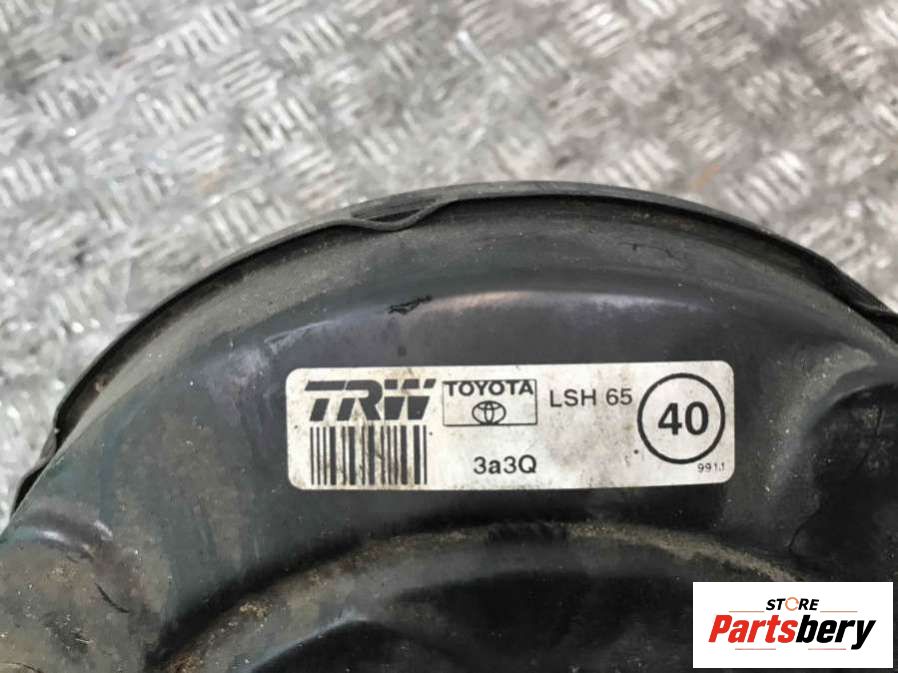 TRW TOYOTA LSH 65 40
3a3Q 991.1
STORE
Partsbery